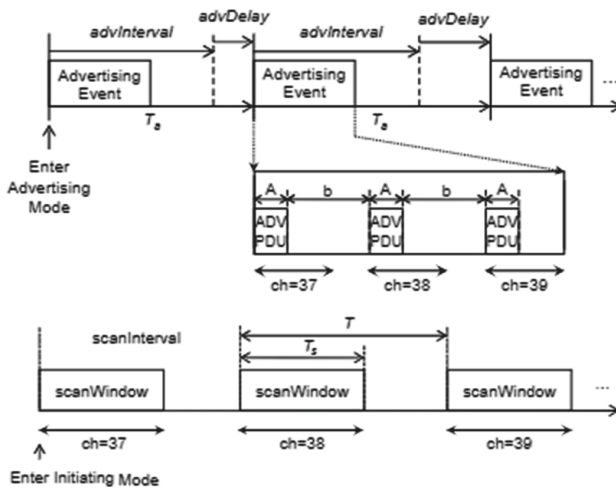 advDelay advDelay
advInterval advInterval
Advertising Event Advertising Event Advertising Event ...
Ta Ta
Enter
Advertising
Mode
A b A b A
ADV PDU ADV PDU ADV PDU
ch=37 ch=38 ch=39
scanInterval T
Ts
scanWindow scanWindow scanWindow ...
ch=37 ch=38 ch=39
Enter Initiating Mode